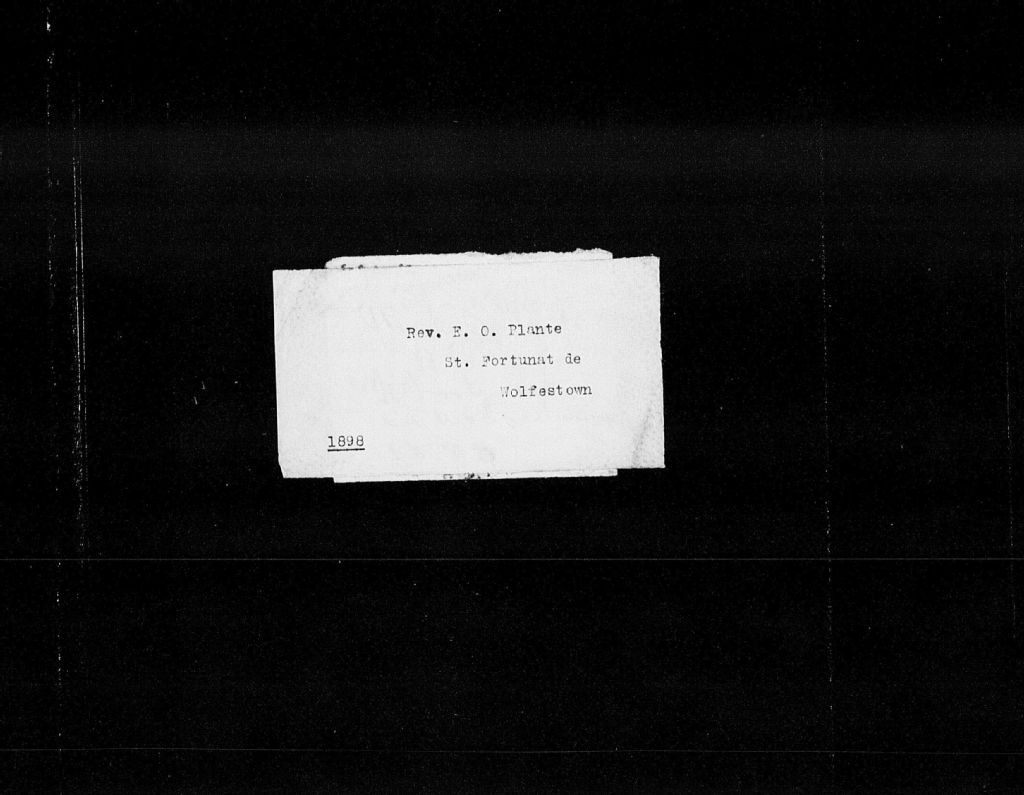 Rev. E. O. Plante
St. Fortunat de
Wolfestown
1898